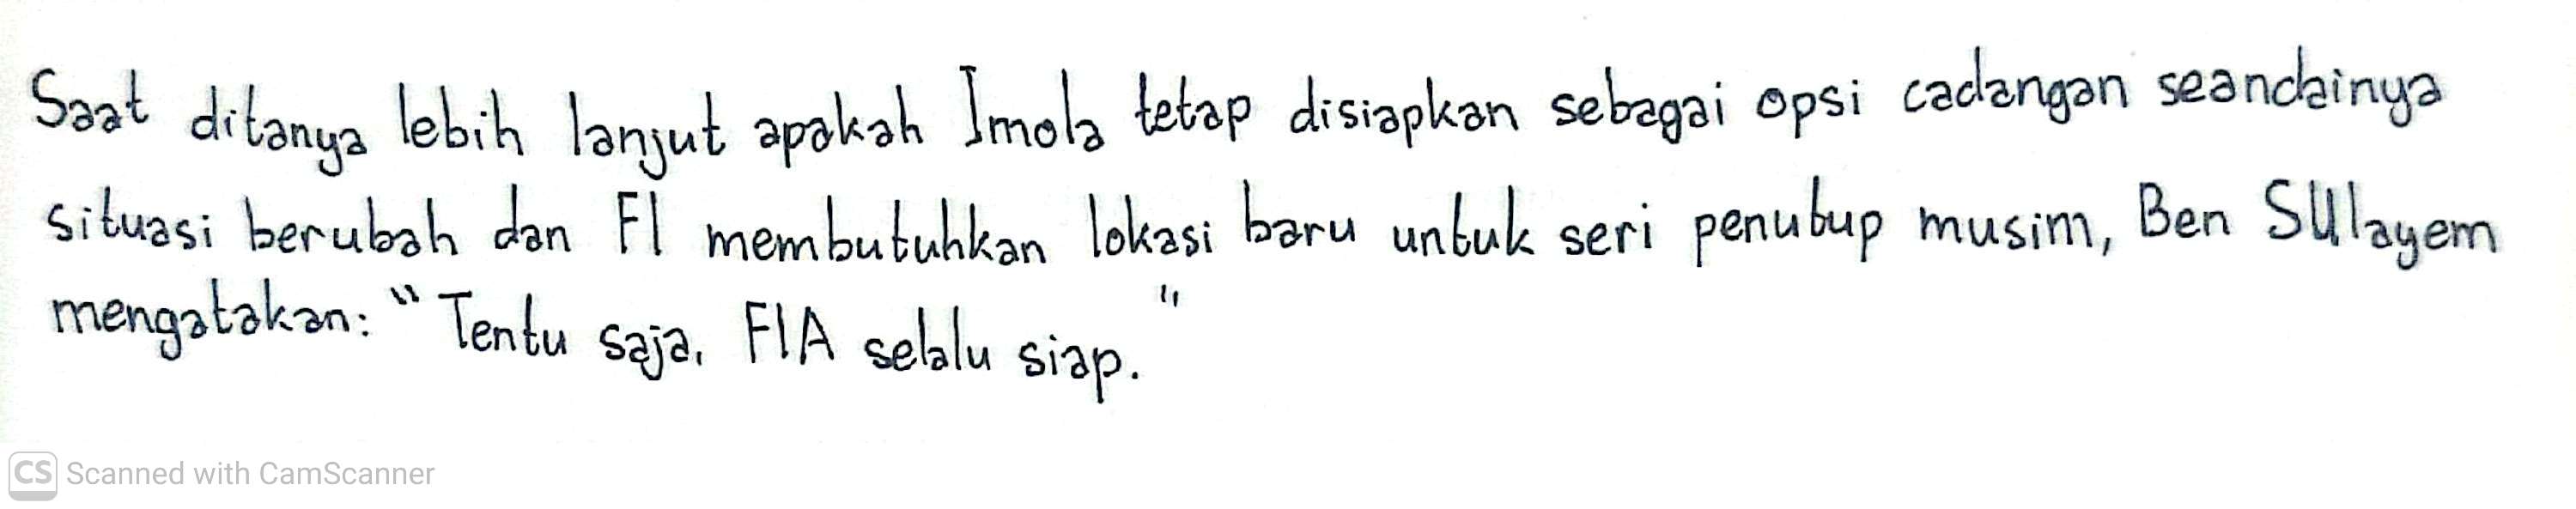 Saat ditanya lebih lanjut apakah Imola tetap disiapkan sebagai opsi cadangan seandainya
situasi berubah dan F1 membutuhkan lokasi baru untuk seri penutup musim, Ben SUlayem
mengatakan: "Tentu saja. FIA selalu siap."
CS Scanned with CamScanner